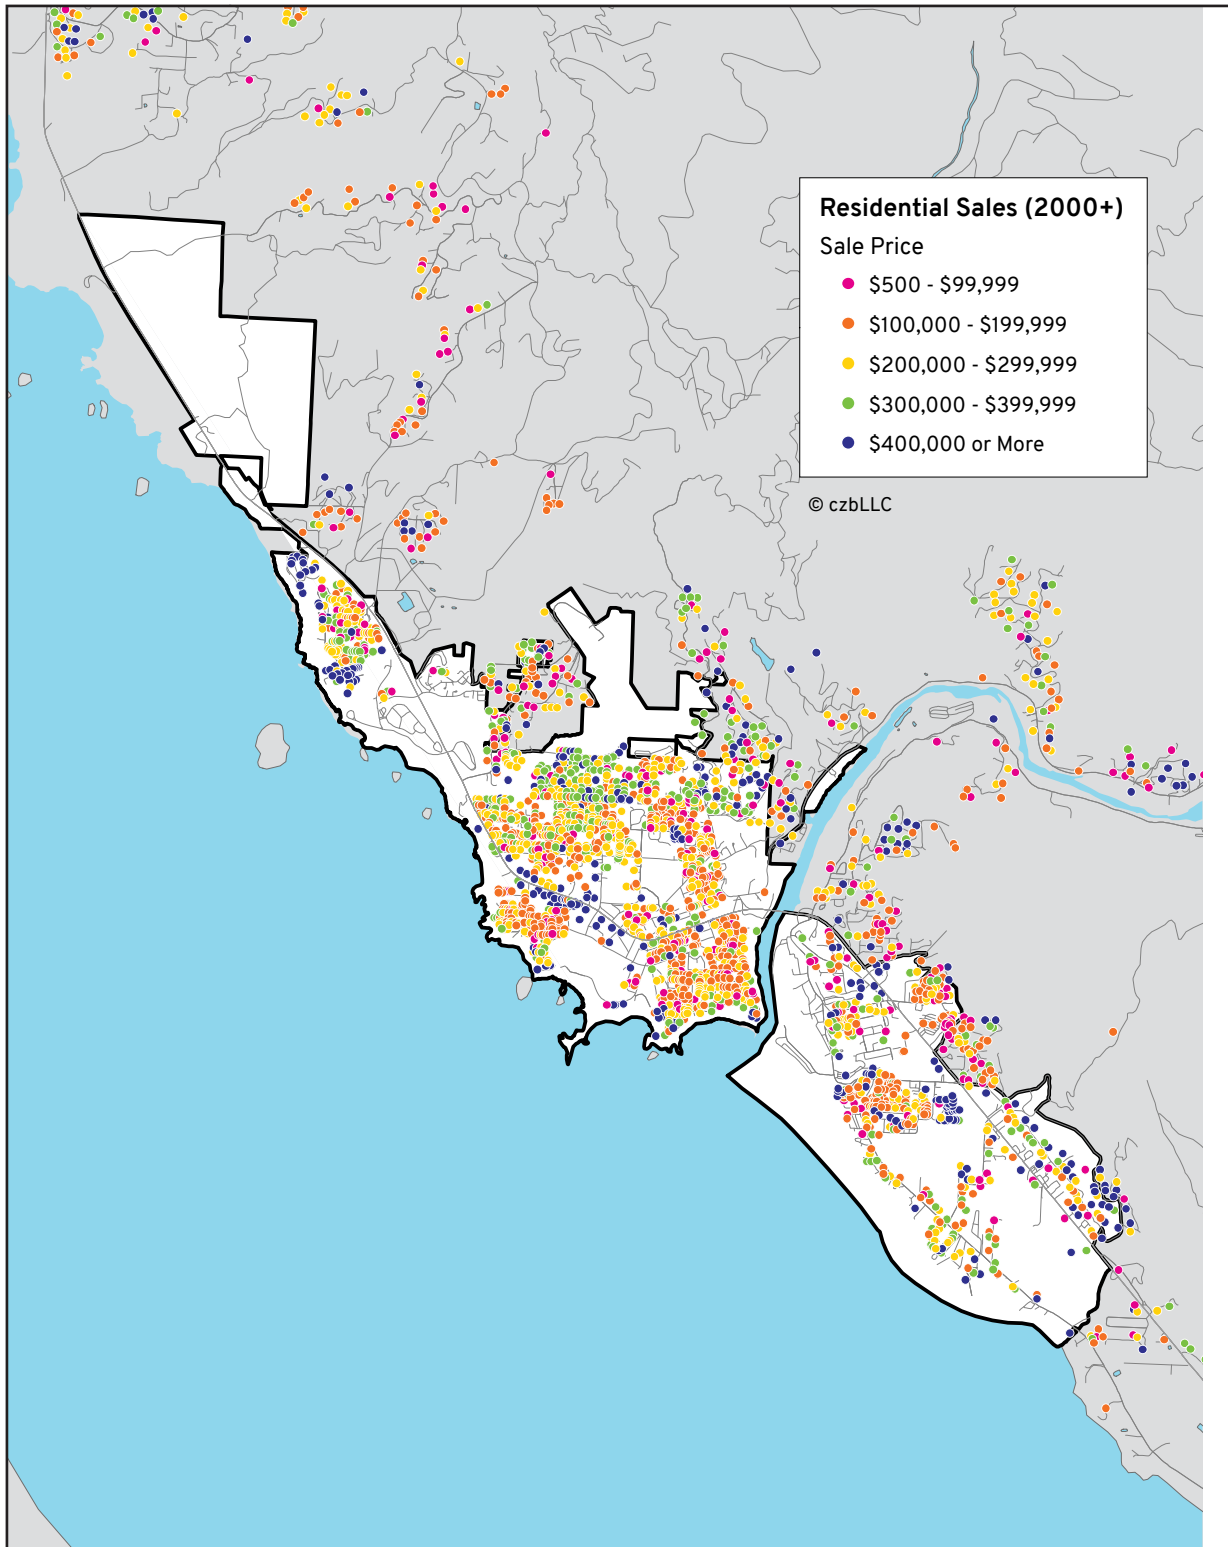 Residential Sales (2000+)
Sale Price
$500 - $99,999
$100,000 - $199,999
$200,000 - $299,999
$300,000 - $399,999
$400,000 or More
© czbLLC